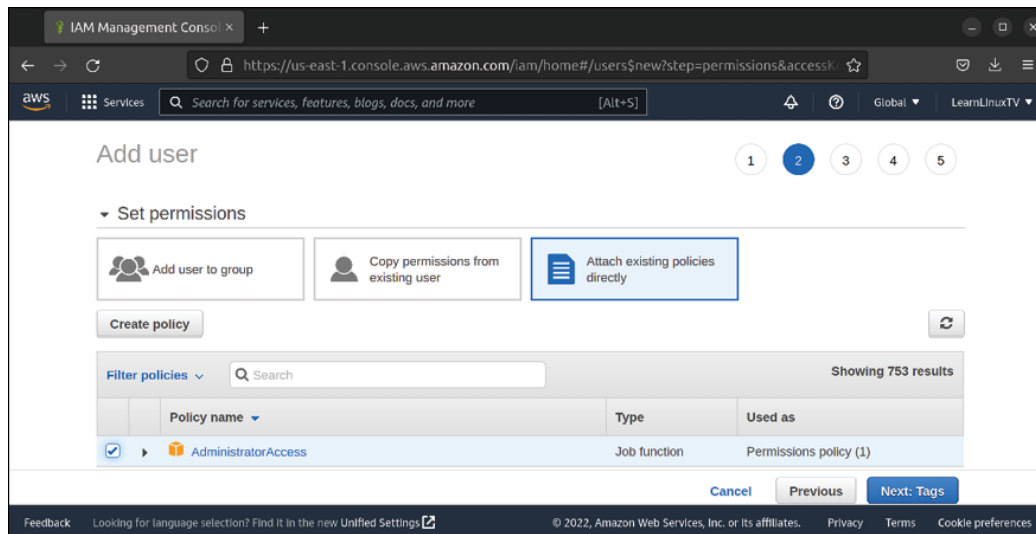 IAM Management Consol ×
+
https://us-east-1.console.aws.amazon.com/iam/home#/users$new?step=permissions&accessK
aws
Services
Search for services, features, blogs, docs, and more
[Alt+S]
Global
LearnLinuxTV
Add user
1 2 3 4 5
Set permissions
Add user to group
Copy permissions from
existing user
Attach existing policies
directly
Create policy
Filter policies
Search
Showing 753 results
Policy name
Type
Used as
AdministratorAccess
Job function
Permissions policy (1)
Cancel
Previous
Next: Tags
Feedback
Looking for language selection? Find it in the new Unified Settings
© 2022, Amazon Web Services, Inc. or its affiliates.
Privacy
Terms
Cookie preferences